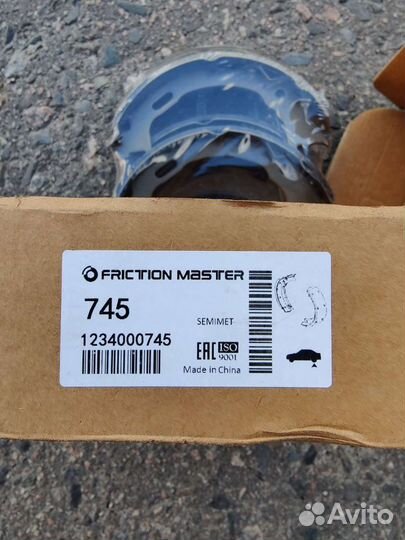 FRICTION MASTER
745
SEMIMET
1234000745
EAC ISO
9001
Made in China
Avito